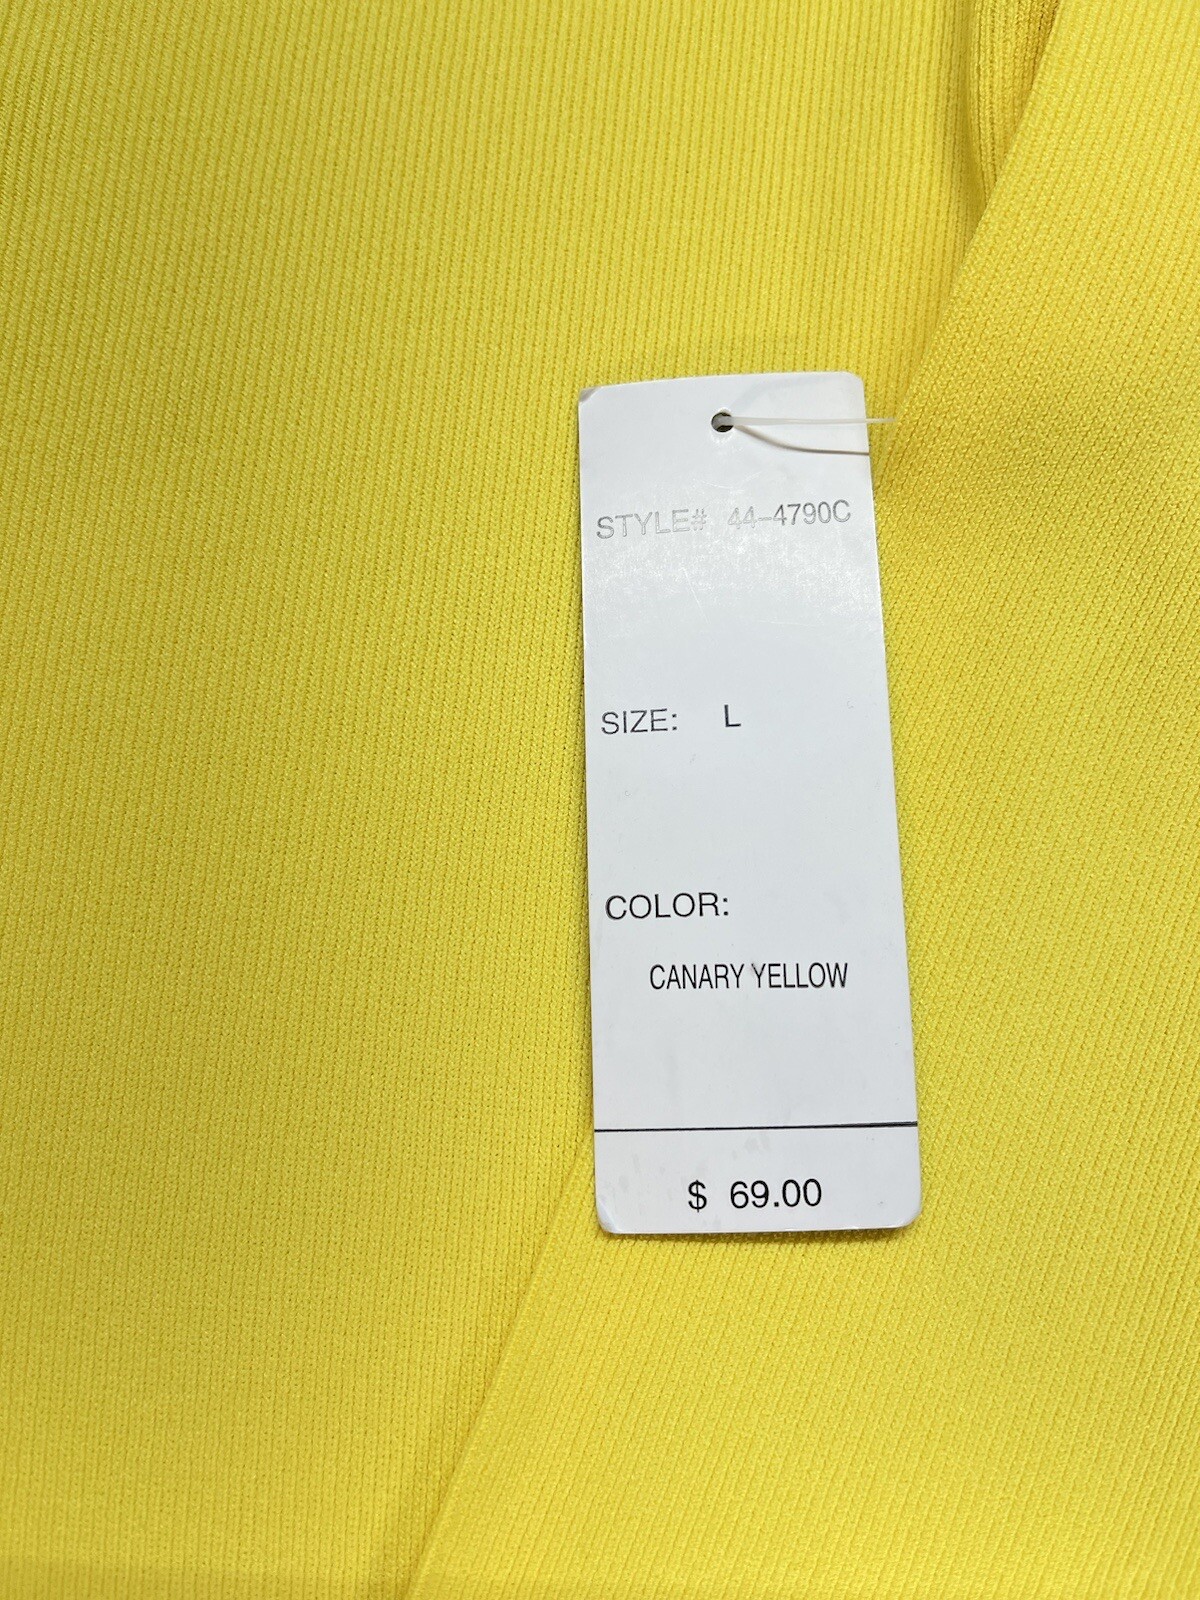 STYLE# 44-4790C
SIZE: L
COLOR:
CANARY YELLOW
$ 69.00